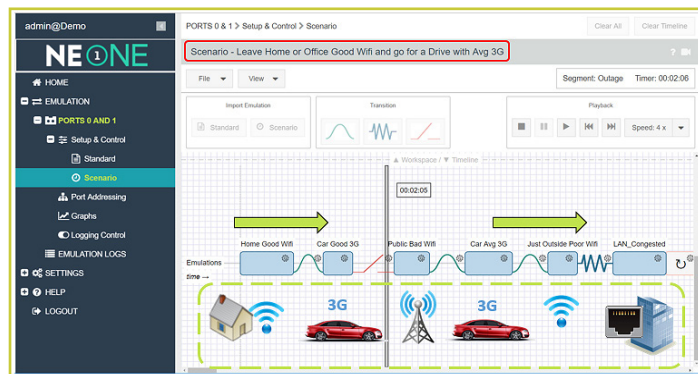 admin@Demo
NE1NE
HOME
EMULATION
PORTS 0 AND 1
Setup & Control
Standard
Scenario
Port Addressing
Graphs
Logging Control
EMULATION LOGS
SETTINGS
HELP
LOGOUT
PORTS 0 & 1 > Setup & Control > Scenario
Clear All
Clear Timeline
Scenario - Leave Home or Office Good Wifi and go for a Drive with Avg 3G
File
View
Segment: Outage
Timer: 00:02:06
Import Emulation
Transition
Playback
Standard
Scenario
Speed: 4 x
▲ Workspace / ▼ Timeline
00:02:05
Home Good Wifi
Car Good 3G
Public Bad Wifi
Car Avg 3G
Just Outside Poor Wifi
LAN_Congested
Emulations
time →
3G
3G